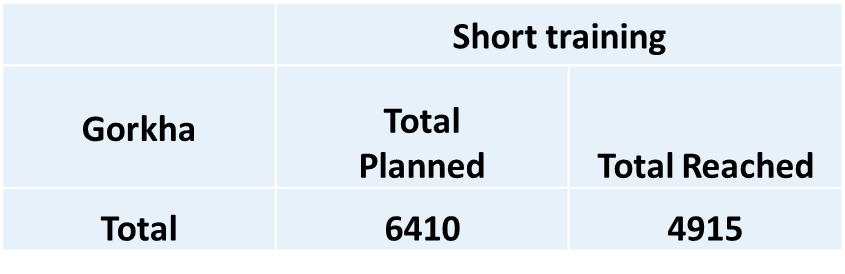 Short training
Gorkha
Total
Planned
Total Reached
Total
6410
4915